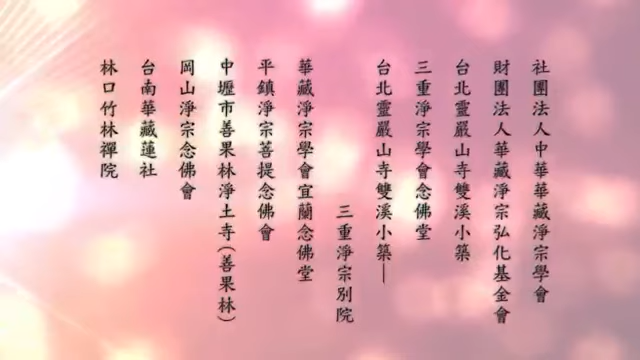 社團法人中華華藏淨宗學會
財團法人華藏淨宗弘化基金會
台北靈巖山寺雙溪小築
三重淨宗學會念佛堂
台北靈巖山寺雙溪小築—
三重淨宗別院
華藏淨宗學會宜蘭念佛堂
平鎮淨宗菩提念佛會
中壢市善果林淨土寺(善果林)
岡山淨宗念佛會
台南華藏蓮社
林口竹林禪院